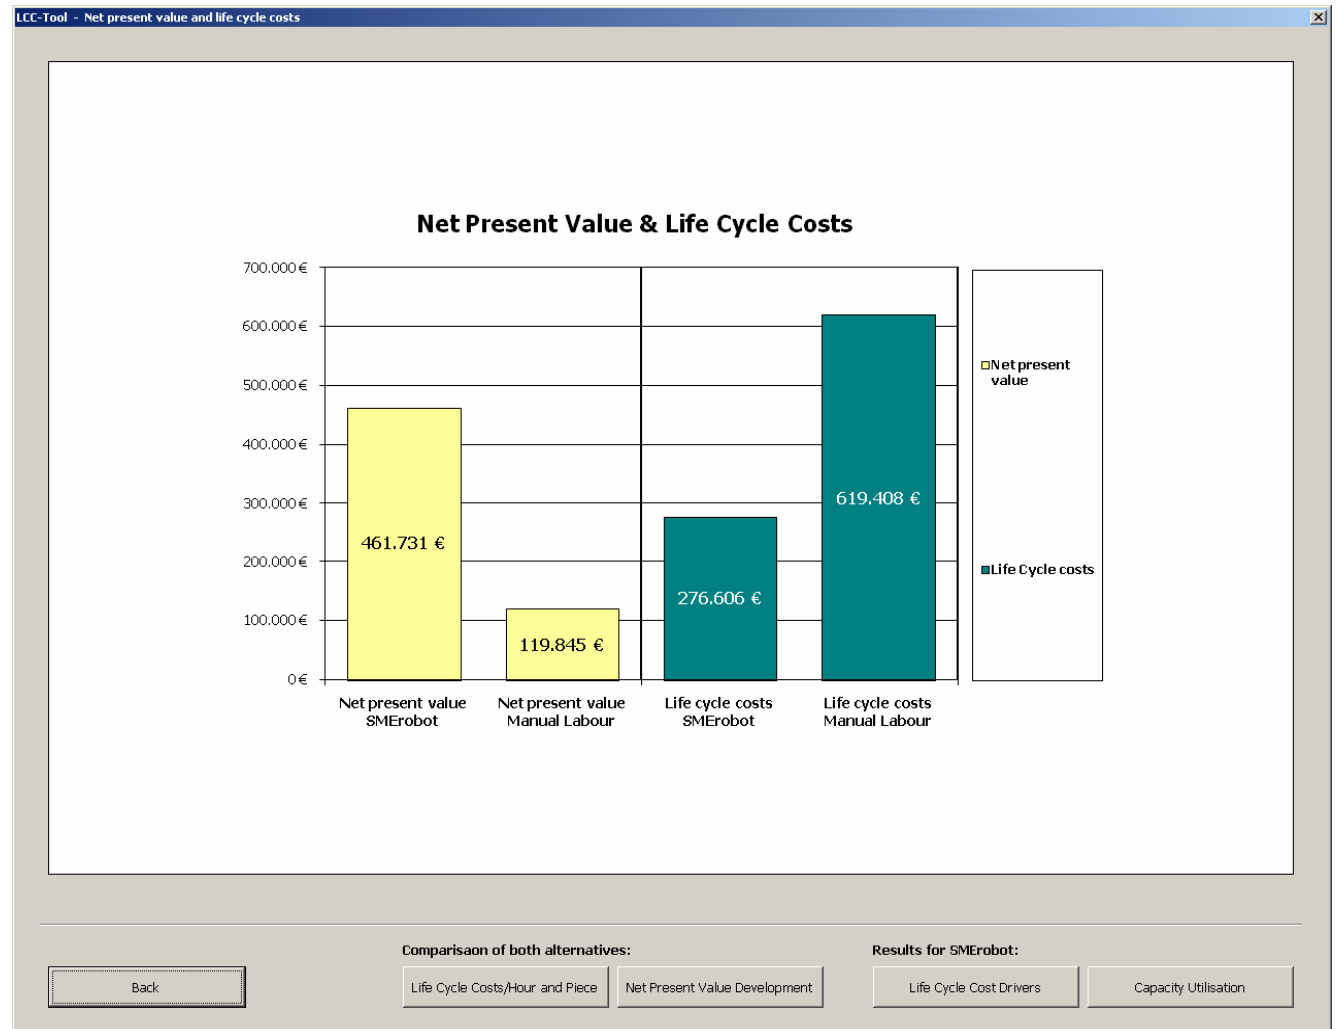 LCC-Tool - Net present value and life cycle costs
Net Present Value & Life Cycle Costs
700.000 €
600.000 €
500.000 €
400.000 €
300.000 €
200.000 €
100.000 €
0 €
461.731 €
119.845 €
276.606 €
619.408 €
Net present value
SMErobot
Net present value
Manual Labour
Life cycle costs
SMErobot
Life cycle costs
Manual Labour
Net present
value
Life Cycle costs
Comparisaon of both alternatives:
Results for SMErobot:
Back
Life Cycle Costs/Hour and Piece
Net Present Value Development
Life Cycle Cost Drivers
Capacity Utilisation